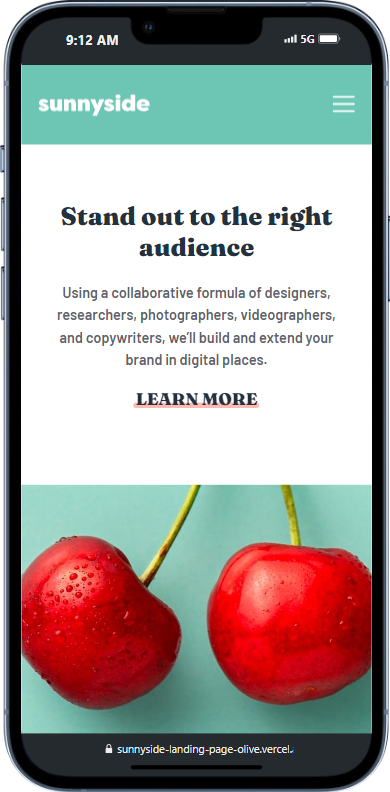 9:12 AM 5G
sunnyside
Stand out to the right
audience
Using a collaborative formula of designers,
researchers, photographers, videographers,
and copywriters, we'll build and extend your
brand in digital places.
LEARN MORE
sunnyside-landing-page-olive.vercel.